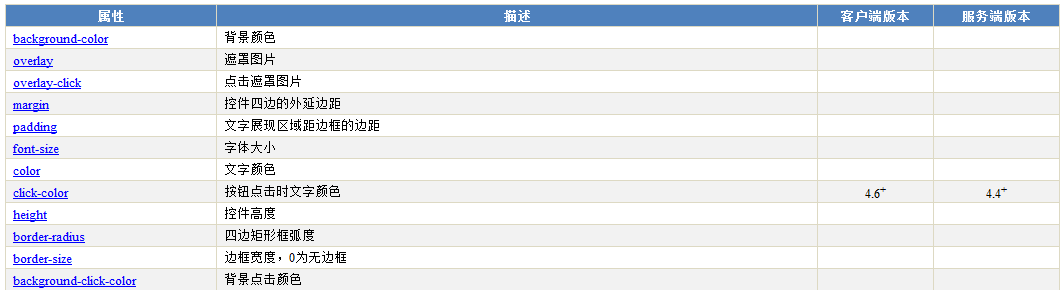 属性 描述 客户端版本 服务端版本
background-color 背景颜色
overlay 遮罩图片
overlay-click 点击遮罩图片
margin 控件四边的外延边距
padding 文字展现区域距边框的边距
font-size 字体大小
color 文字颜色
click-color 按钮点击时文字颜色 4.6+ 4.4+
height 控件高度
border-radius 四边矩形框弧度
border-size 边框宽度，0为无边框
background-click-color 背景点击颜色